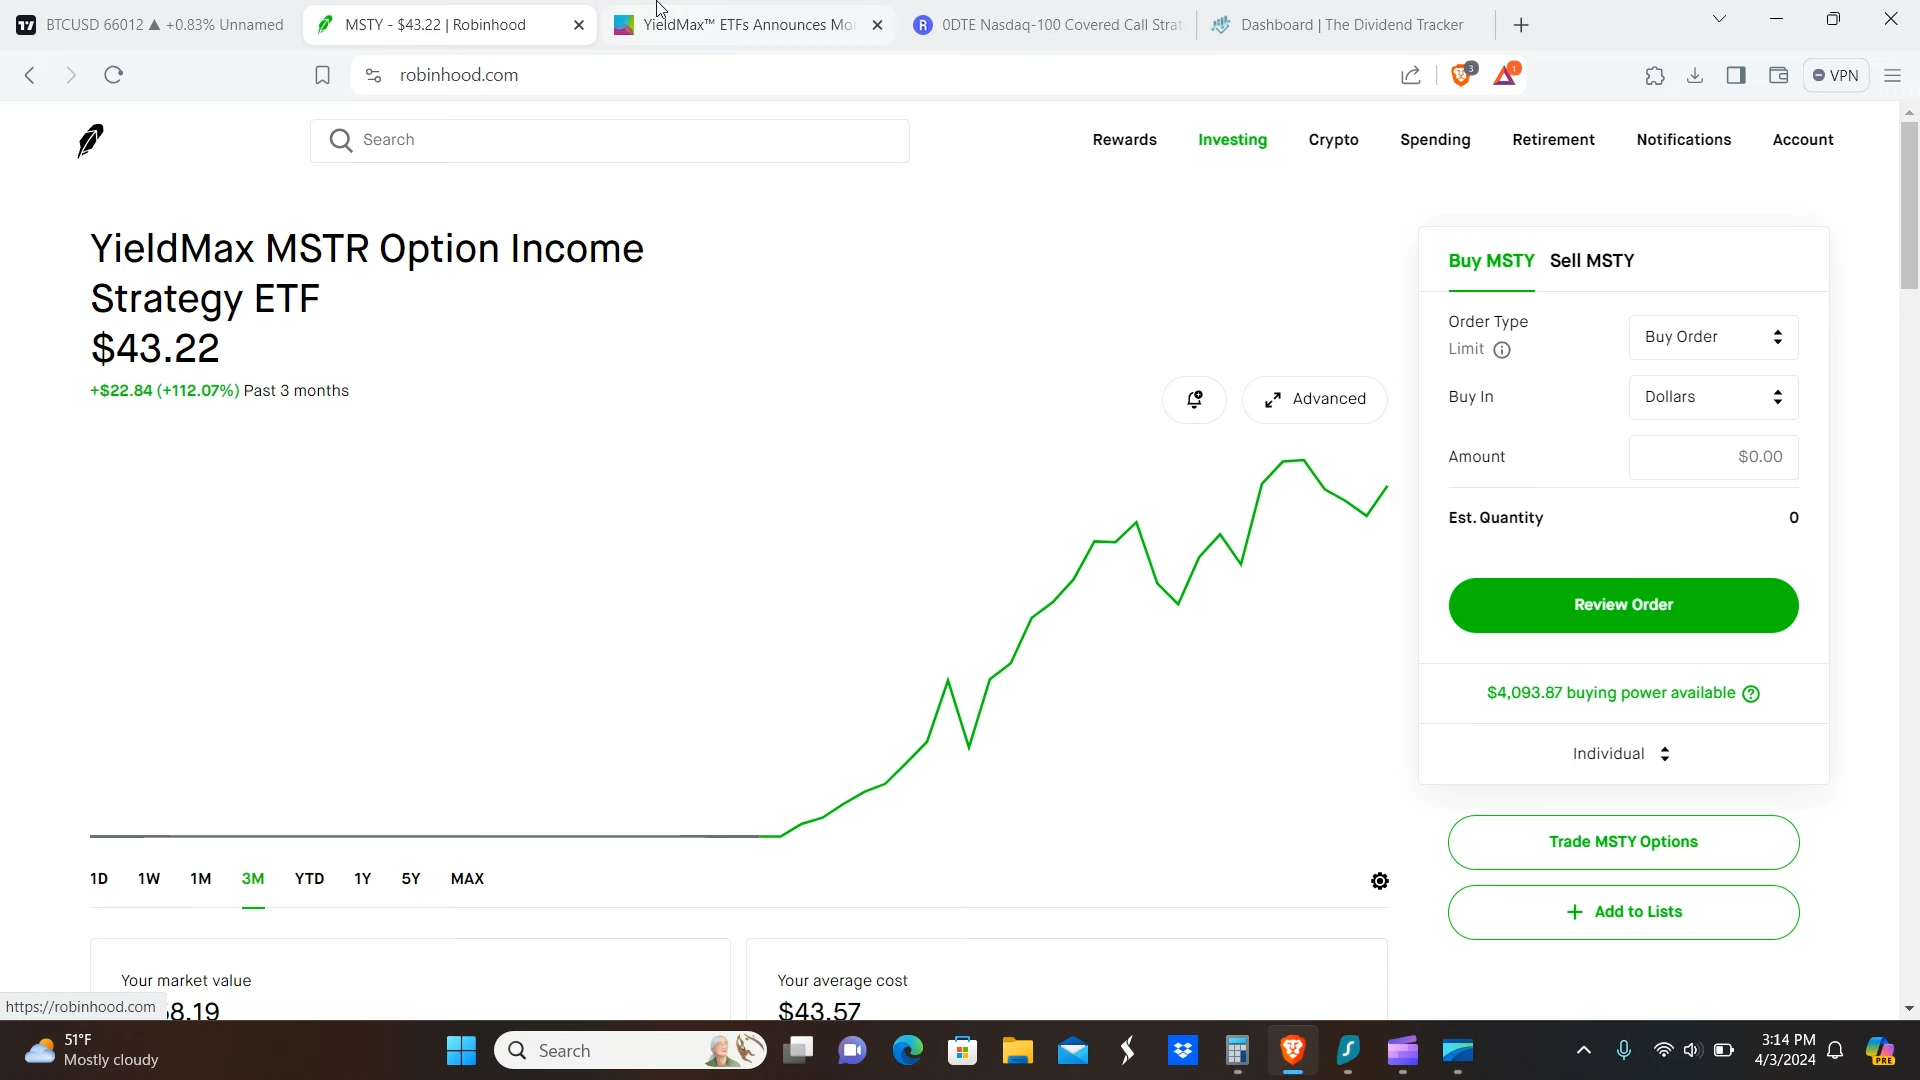 BTCUSD 66012 ▲ +0.83% Unnamed
MSTY - $43.22 | Robinhood
YieldMax™ ETFs Announces Mo
0DTE Nasdaq-100 Covered Call Strat
Dashboard | The Dividend Tracker
robinhood.com
3
1
VPN
Search
Rewards
Investing
Crypto
Spending
Retirement
Notifications
Account
YieldMax MSTR Option Income
Strategy ETF
$43.22
+$22.84 (+112.07%) Past 3 months
Advanced
Buy MSTY
Sell MSTY
Order Type
Limit
Buy Order
Buy In
Dollars
Amount
$0.00
Est. Quantity
0
Review Order
$4,093.87 buying power available
Individual
Trade MSTY Options
+ Add to Lists
1D
1W
1M
3M
YTD
1Y
5Y
MAX
Your market value
8.19
Your average cost
$43.57
https://robinhood.com
51°F
Mostly cloudy
Search
3:14 PM
4/3/2024
PRE